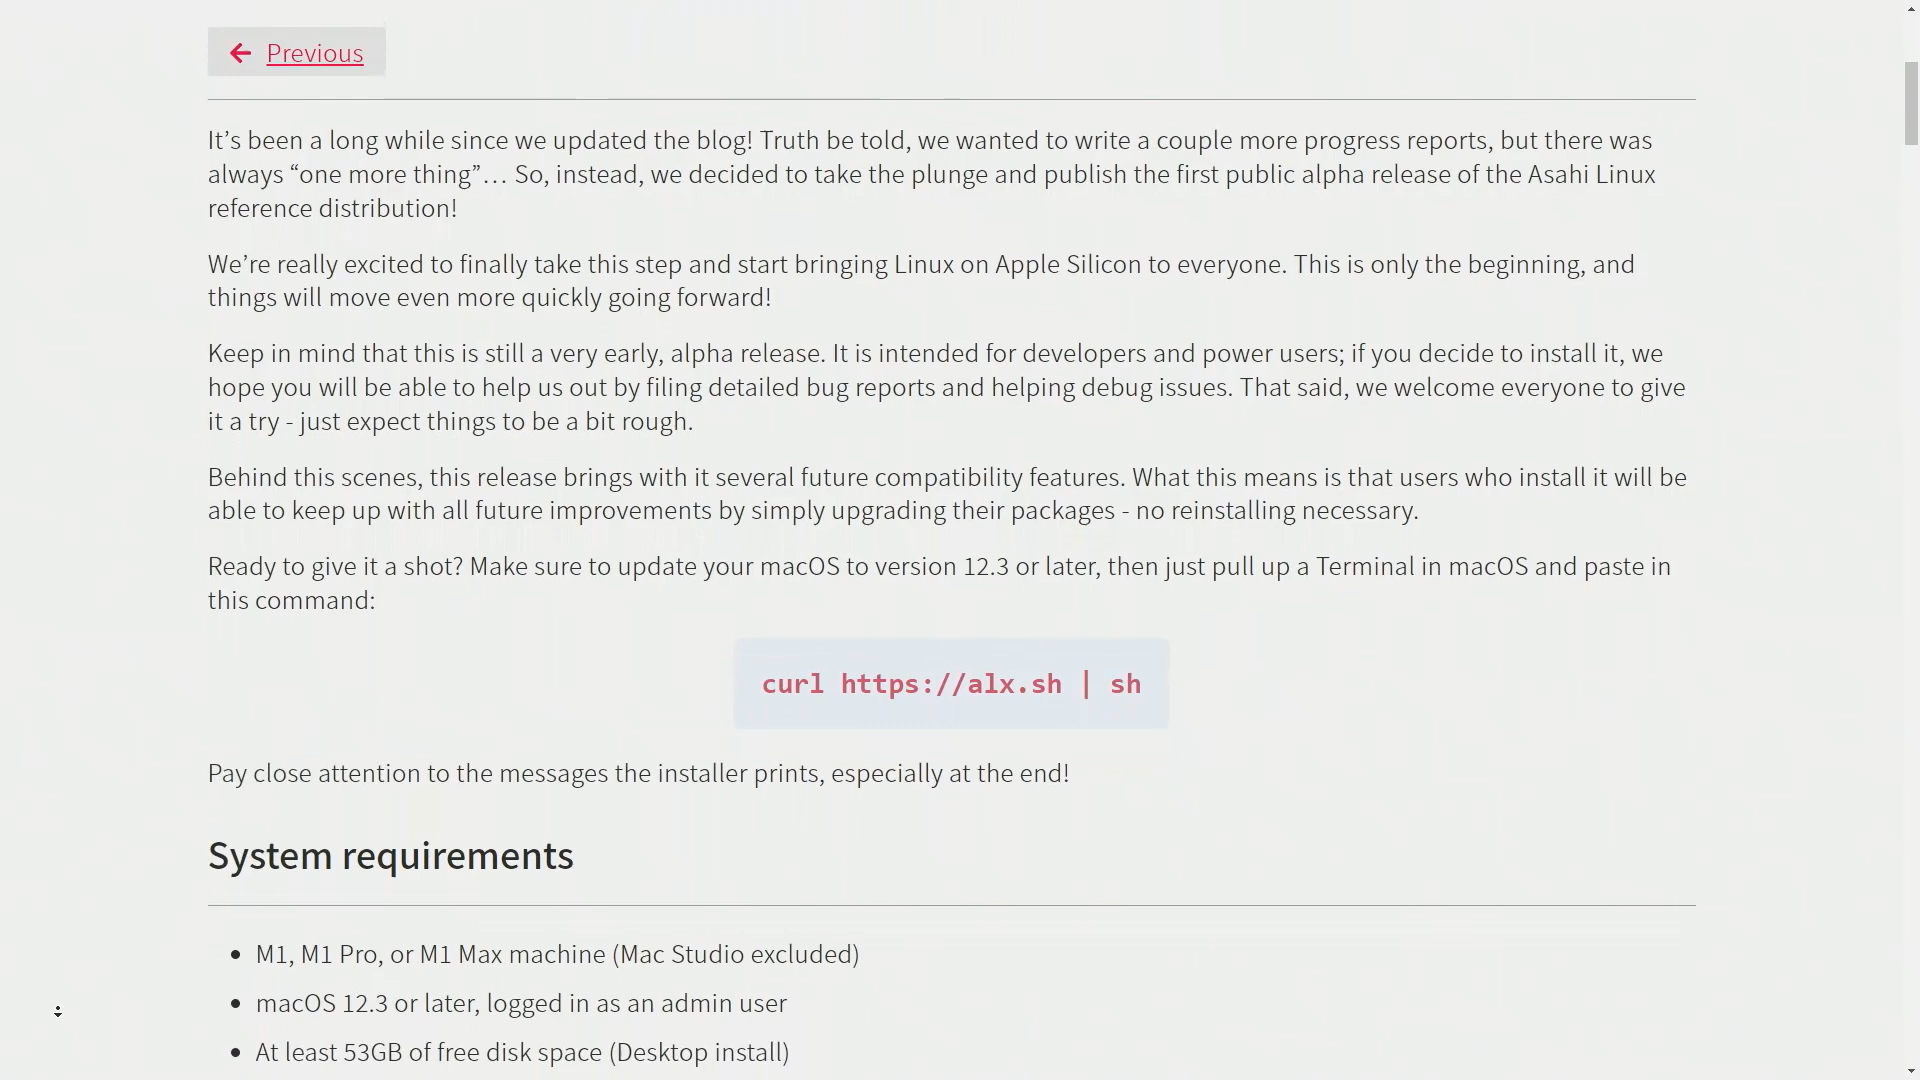 Previous
It’s been a long while since we updated the blog! Truth be told, we wanted to write a couple more progress reports, but there was
always “one more thing”… So, instead, we decided to take the plunge and publish the first public alpha release of the Asahi Linux
reference distribution!
We’re really excited to finally take this step and start bringing Linux on Apple Silicon to everyone. This is only the beginning, and
things will move even more quickly going forward!
Keep in mind that this is still a very early, alpha release. It is intended for developers and power users; if you decide to install it, we
hope you will be able to help us out by filing detailed bug reports and helping debug issues. That said, we welcome everyone to give
it a try - just expect things to be a bit rough.
Behind this scenes, this release brings with it several future compatibility features. What this means is that users who install it will be
able to keep up with all future improvements by simply upgrading their packages - no reinstalling necessary.
Ready to give it a shot? Make sure to update your macOS to version 12.3 or later, then just pull up a Terminal in macOS and paste in
this command:
curl https://alx.sh | sh
Pay close attention to the messages the installer prints, especially at the end!
System requirements
• M1, M1 Pro, or M1 Max machine (Mac Studio excluded)
• macOS 12.3 or later, logged in as an admin user
• At least 53GB of free disk space (Desktop install)